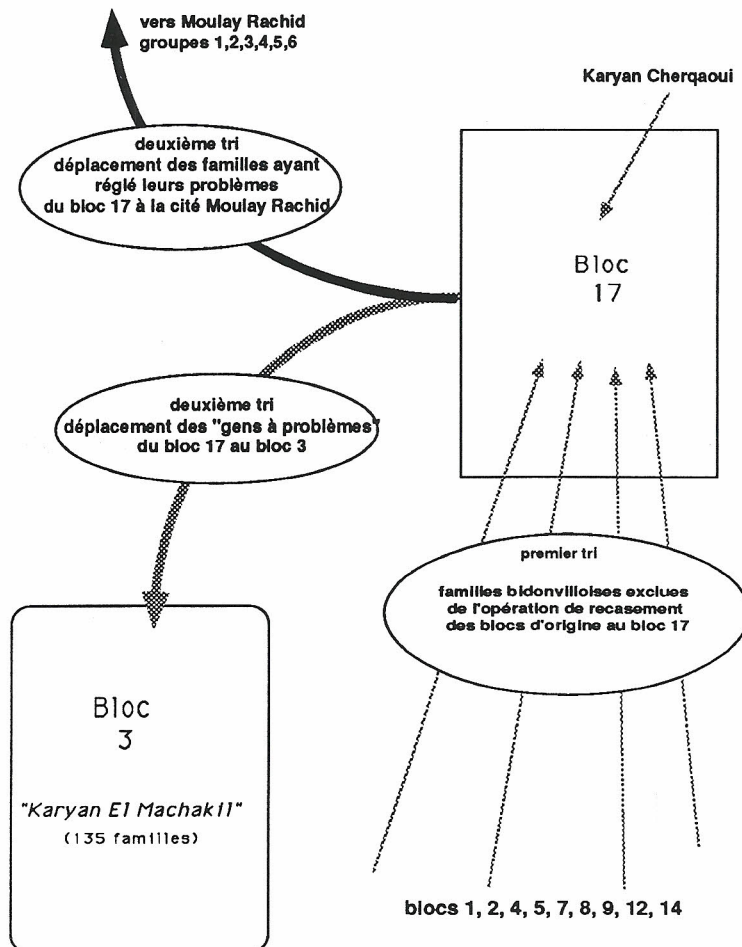 vers Moulay Rachid
groupes 1,2,3,4,5,6
Karyan Cherqaoui
deuxième tri
déplacement des familles ayant
réglé leurs problèmes
du bloc 17 à la cité Moulay Rachid
Bloc
17
deuxième tri
déplacement des "gens à problèmes"
du bloc 17 au bloc 3
premier tri
familles bidonvilloises exclues
de l'opération de recasement
des blocs d'origine au bloc 17
Bloc
3
"Karyan El Machakil"
(135 familles)
blocs 1, 2, 4, 5, 7, 8, 9, 12, 14